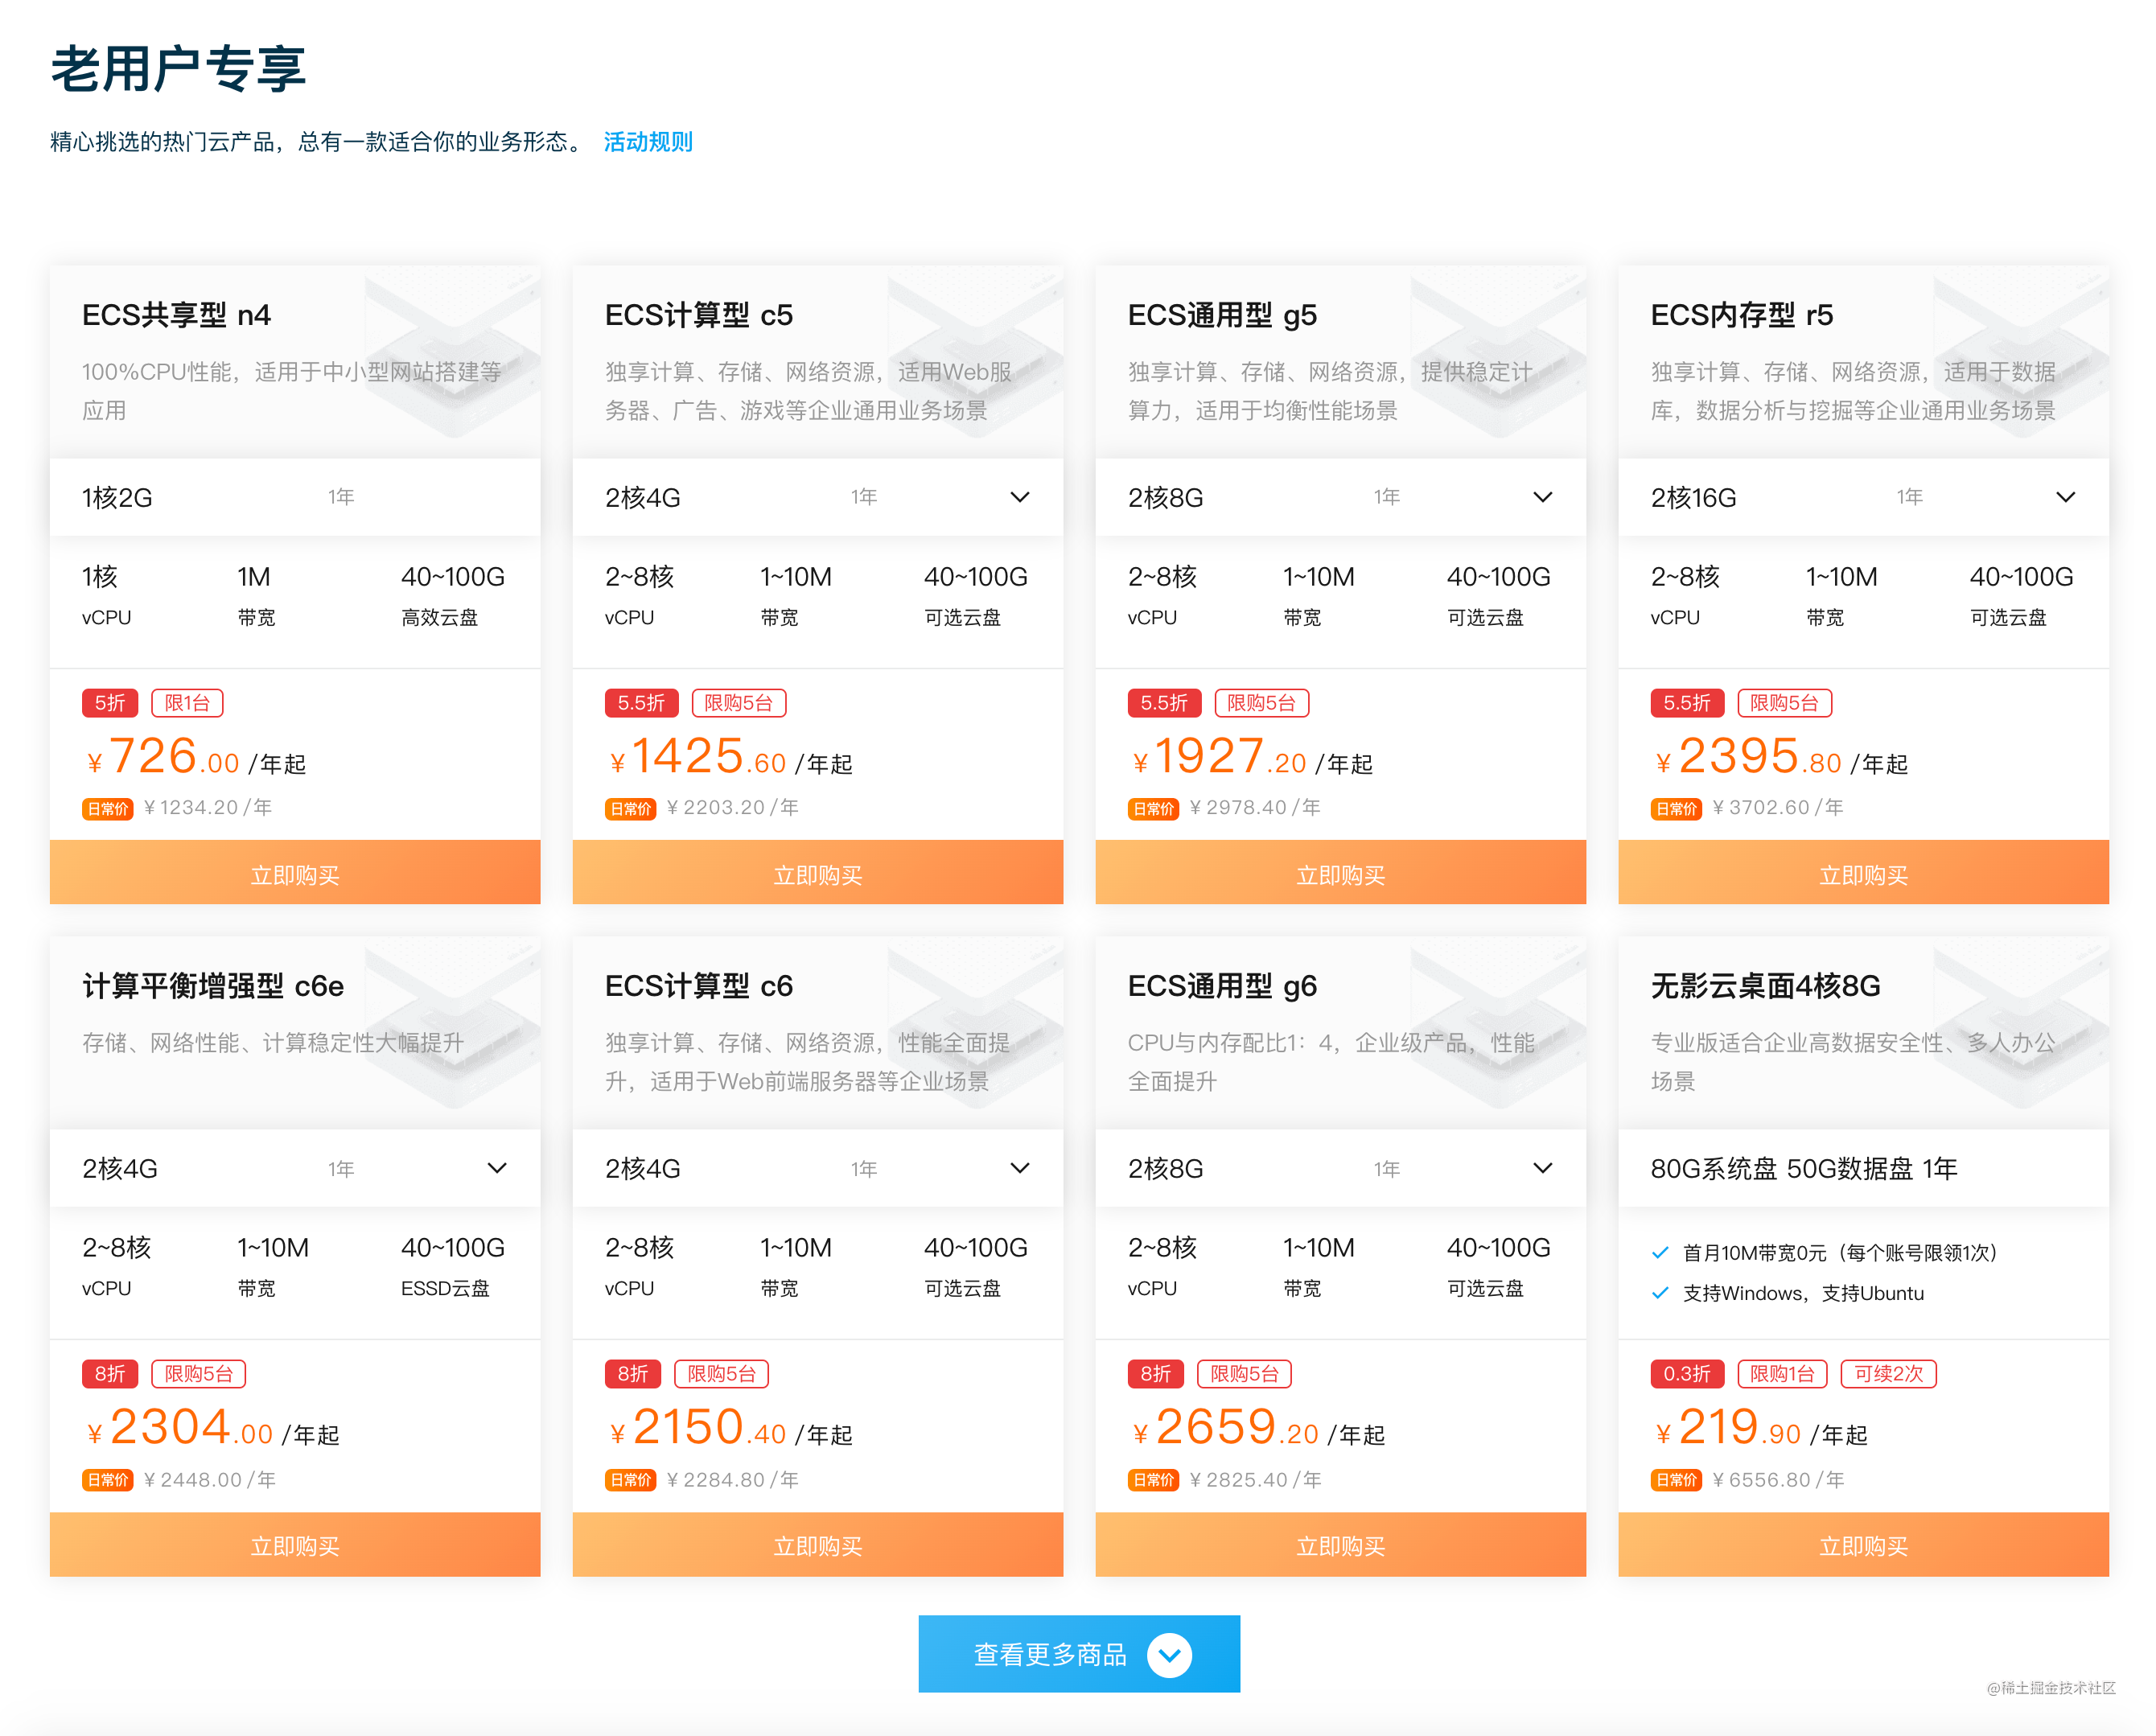 老用户专享
精心挑选的热门云产品，总有一款适合你的业务形态。 活动规则
ECS共享型 n4
100%CPU性能，适用于中小型网站搭建等
应用
1核2G 1年
1核 1M 40~100G
vCPU 带宽 高效云盘
5折 限1台
¥726.00 /年起
日常价 ¥1234.20/年
立即购买
ECS计算型 c5
独享计算、存储、网络资源，适用Web服
务器、广告、游戏等企业通用业务场景
2核4G 1年
2~8核 1~10M 40~100G
vCPU 带宽 可选云盘
5.5折 限购5台
¥1425.60 /年起
日常价 ¥2203.20/年
立即购买
ECS通用型 g5
独享计算、存储、网络资源，提供稳定计
算力，适用于均衡性能场景
2核8G 1年
2~8核 1~10M 40~100G
vCPU 带宽 可选云盘
5.5折 限购5台
¥1927.20 /年起
日常价 ¥2978.40/年
立即购买
ECS内存型 r5
独享计算、存储、网络资源，适用于数据
库，数据分析与挖掘等企业通用业务场景
2核16G 1年
2~8核 1~10M 40~100G
vCPU 带宽 可选云盘
5.5折 限购5台
¥2395.80 /年起
日常价 ¥3702.60/年
立即购买
计算平衡增强型 c6e
存储、网络性能、计算稳定性大幅提升
2核4G 1年
2~8核 1~10M 40~100G
vCPU 带宽 ESSD云盘
8折 限购5台
¥2304.00 /年起
日常价 ¥2448.00/年
立即购买
ECS计算型 c6
独享计算、存储、网络资源，性能全面提
升，适用于Web前端服务器等企业场景
2核4G 1年
2~8核 1~10M 40~100G
vCPU 带宽 可选云盘
8折 限购5台
¥2150.40 /年起
日常价 ¥2284.80/年
立即购买
ECS通用型 g6
CPU与内存配比1：4，企业级产品，性能
全面提升
2核8G 1年
2~8核 1~10M 40~100G
vCPU 带宽 可选云盘
8折 限购5台
¥2659.20 /年起
日常价 ¥2825.40/年
立即购买
无影云桌面4核8G
专业版适合企业高数据安全性、多人办公
场景
80G系统盘 50G数据盘 1年
首月10M带宽0元（每个账号限领1次）
支持Windows，支持Ubuntu
0.3折 限购1台 可续2次
¥219.90 /年起
日常价 ¥6556.80/年
立即购买
查看更多商品
@稀土掘金技术社区